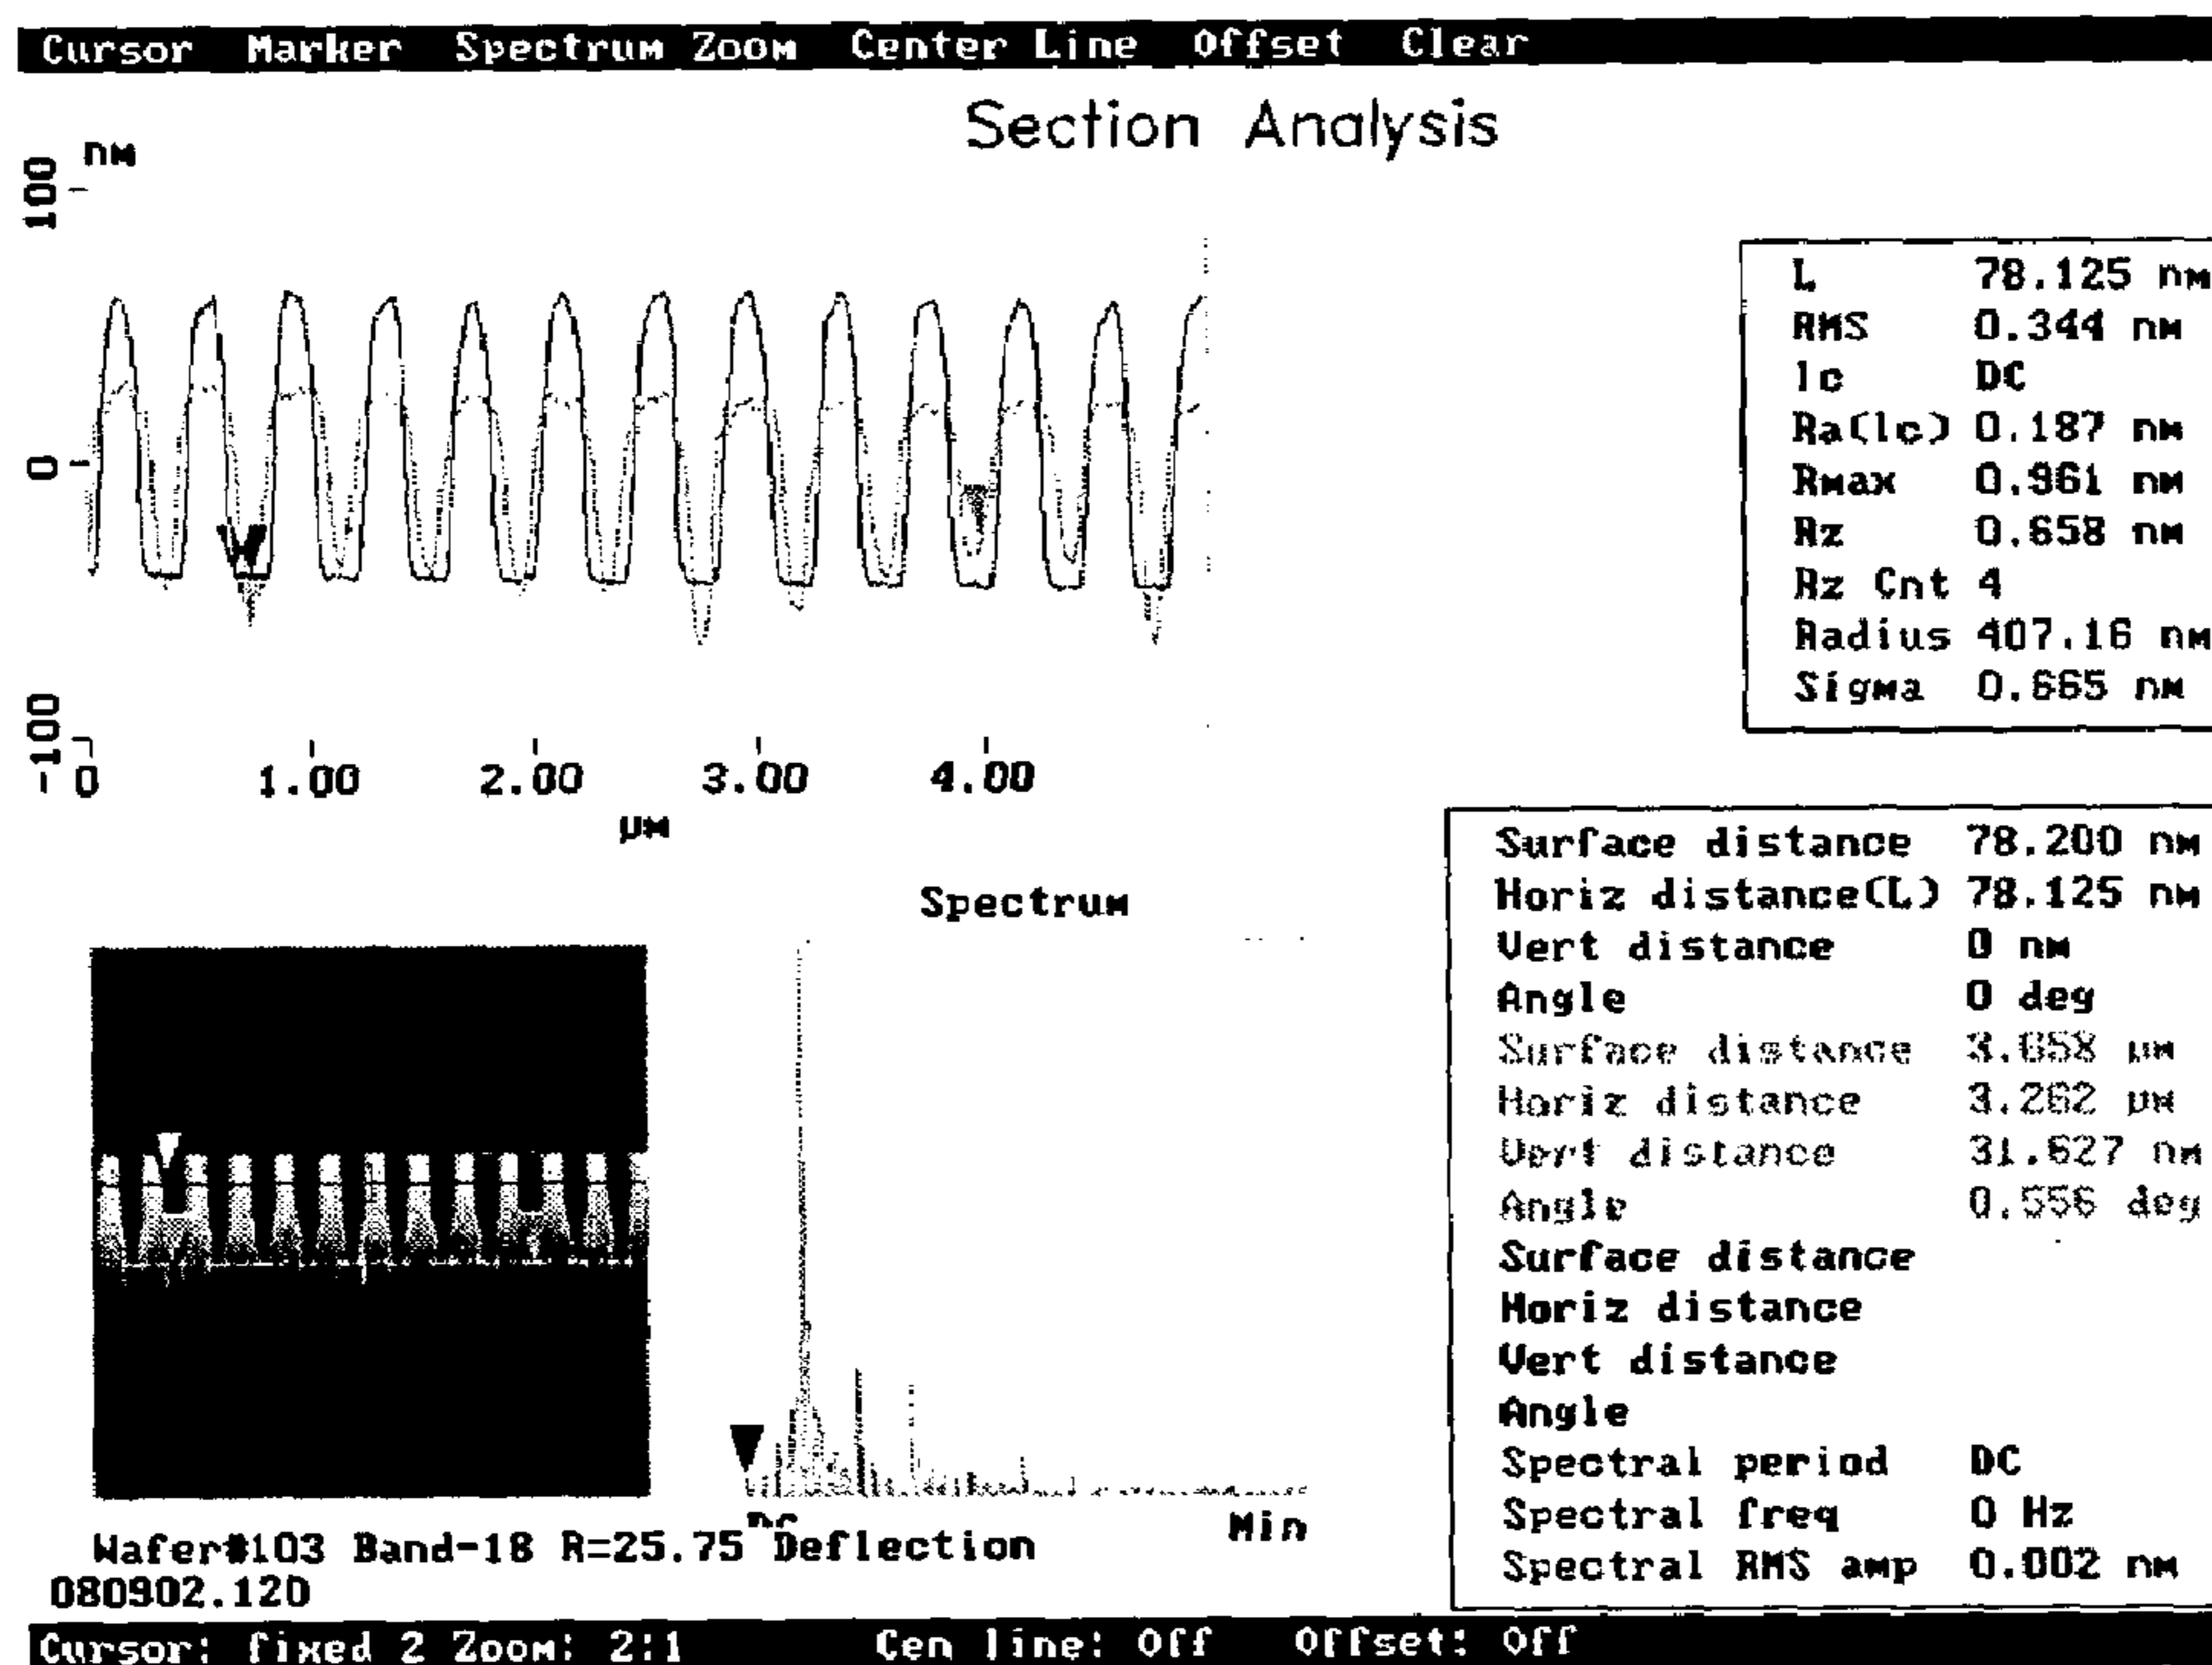 Cursor Marker Spectrum Zoom Center Line Offset Clear
Section Analysis
nm
100
0
-100
0 1.00 2.00 3.00 4.00
µm
L 78.125 nm
RMS 0.344 nm
lc DC
Ra(lc) 0.187 nm
Rmax 0.961 nm
Rz 0.658 nm
Rz Cnt 4
Radius 407.16 nm
Sigma 0.665 nm
Surface distance 78.200 nm
Horiz distance(L) 78.125 nm
Vert distance 0 nm
Angle 0 deg
Surface distance 3.658 µm
Horiz distance 3.262 µm
Vert distance 31.627 nm
Angle 0.556 deg
Surface distance
Horiz distance
Vert distance
Angle
Spectral period DC
Spectral freq 0 Hz
Spectral RMS amp 0.002 nm
Spectrum
DC Min
Wafer#103 Band-18 R=25.75 Deflection
080902.120
Cursor: fixed 2 Zoom: 2:1 Cen line: Off Offset: Off